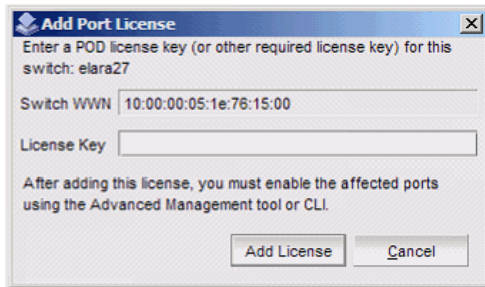 Add Port License
Enter a POD license key (or other required license key) for this
switch: elara27
Switch WWN 10:00:00:05:1e:76:15:00
License Key
After adding this license, you must enable the affected ports
using the Advanced Management tool or CLI.
Add License Cancel